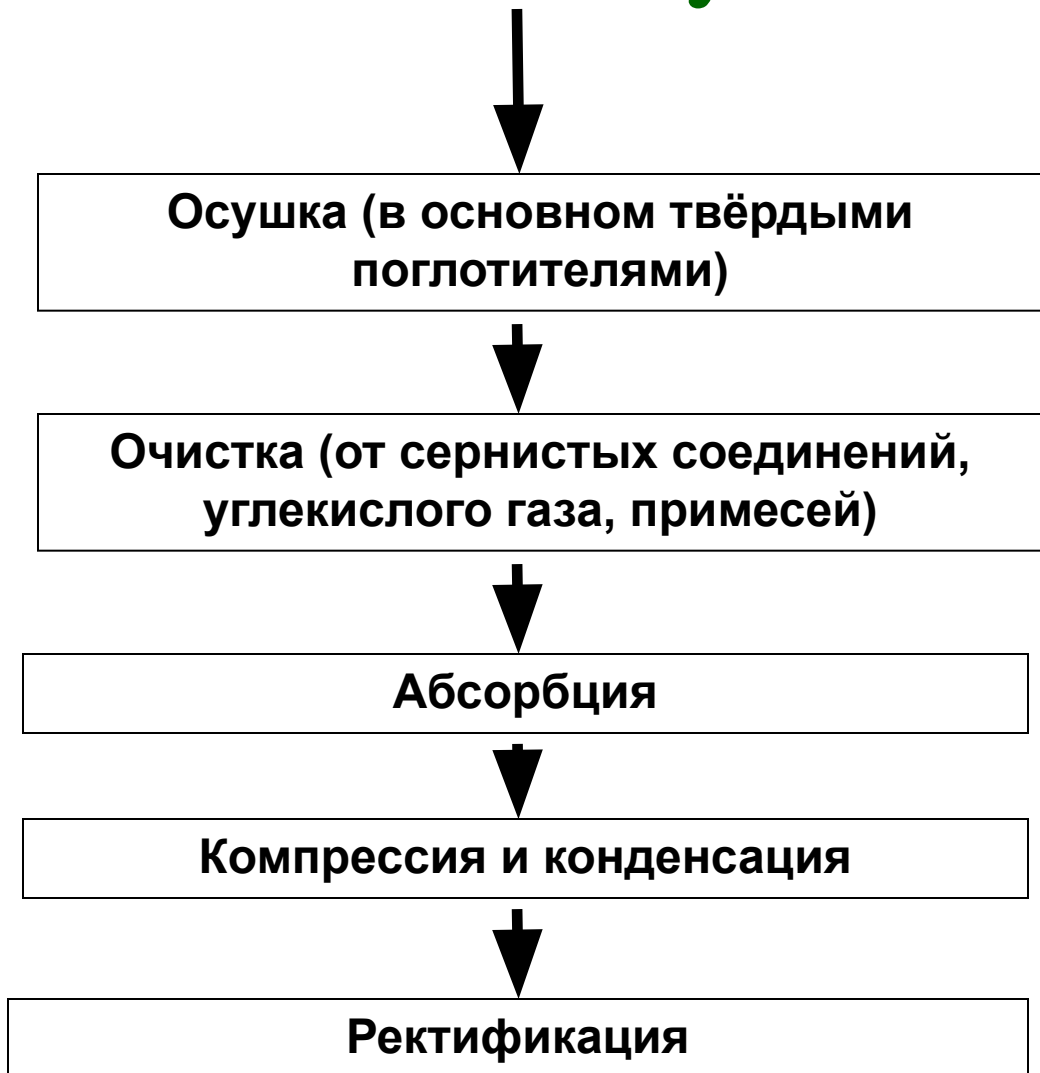 Осушка (в основном твёрдыми
поглотителями)
Очистка (от сернистых соединений,
углекислого газа, примесей)
Абсорбция
Компрессия и конденсация
Ректификация